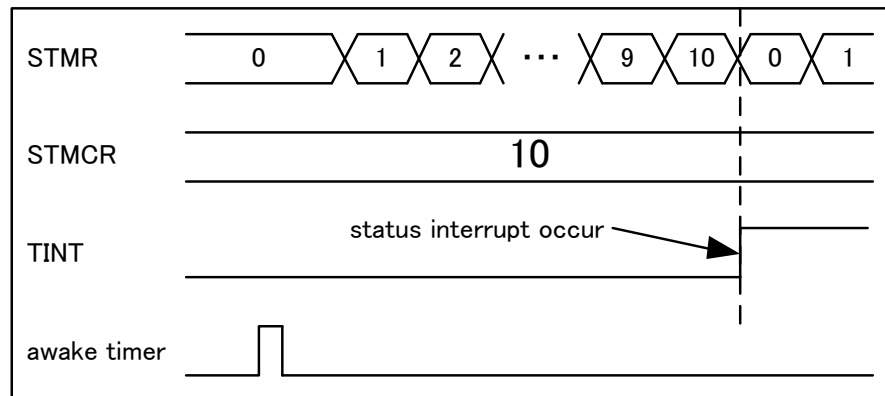 STMR 0 1 2 ··· 9 10 0 1
STMCR 10
status interrupt occur
TINT
awake timer